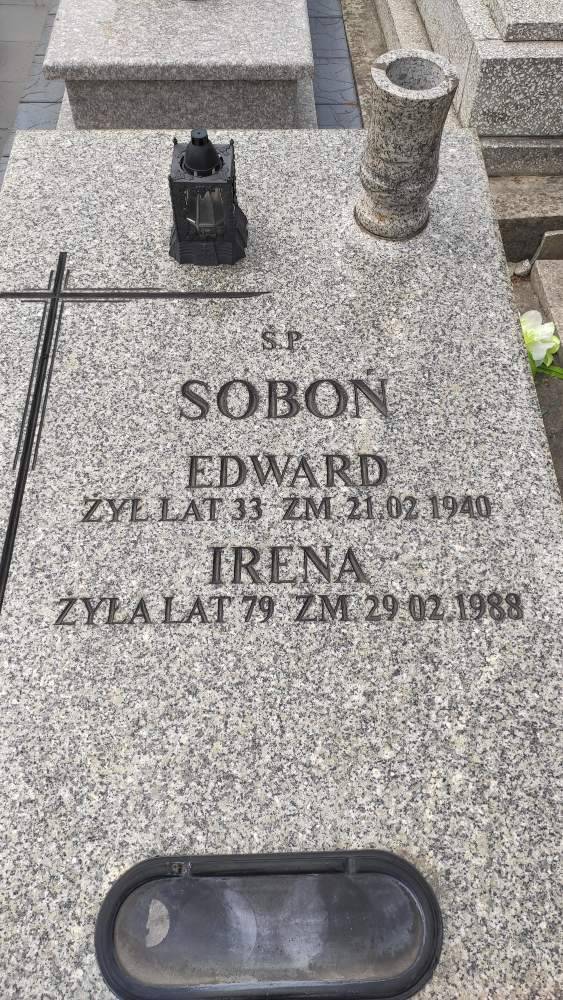 Ś.P.
SOBOŃ
EDWARD
ŻYŁ LAT 33 ZM. 21.02.1940
IRENA
ŻYŁA LAT 79 ZM. 29.02.1988